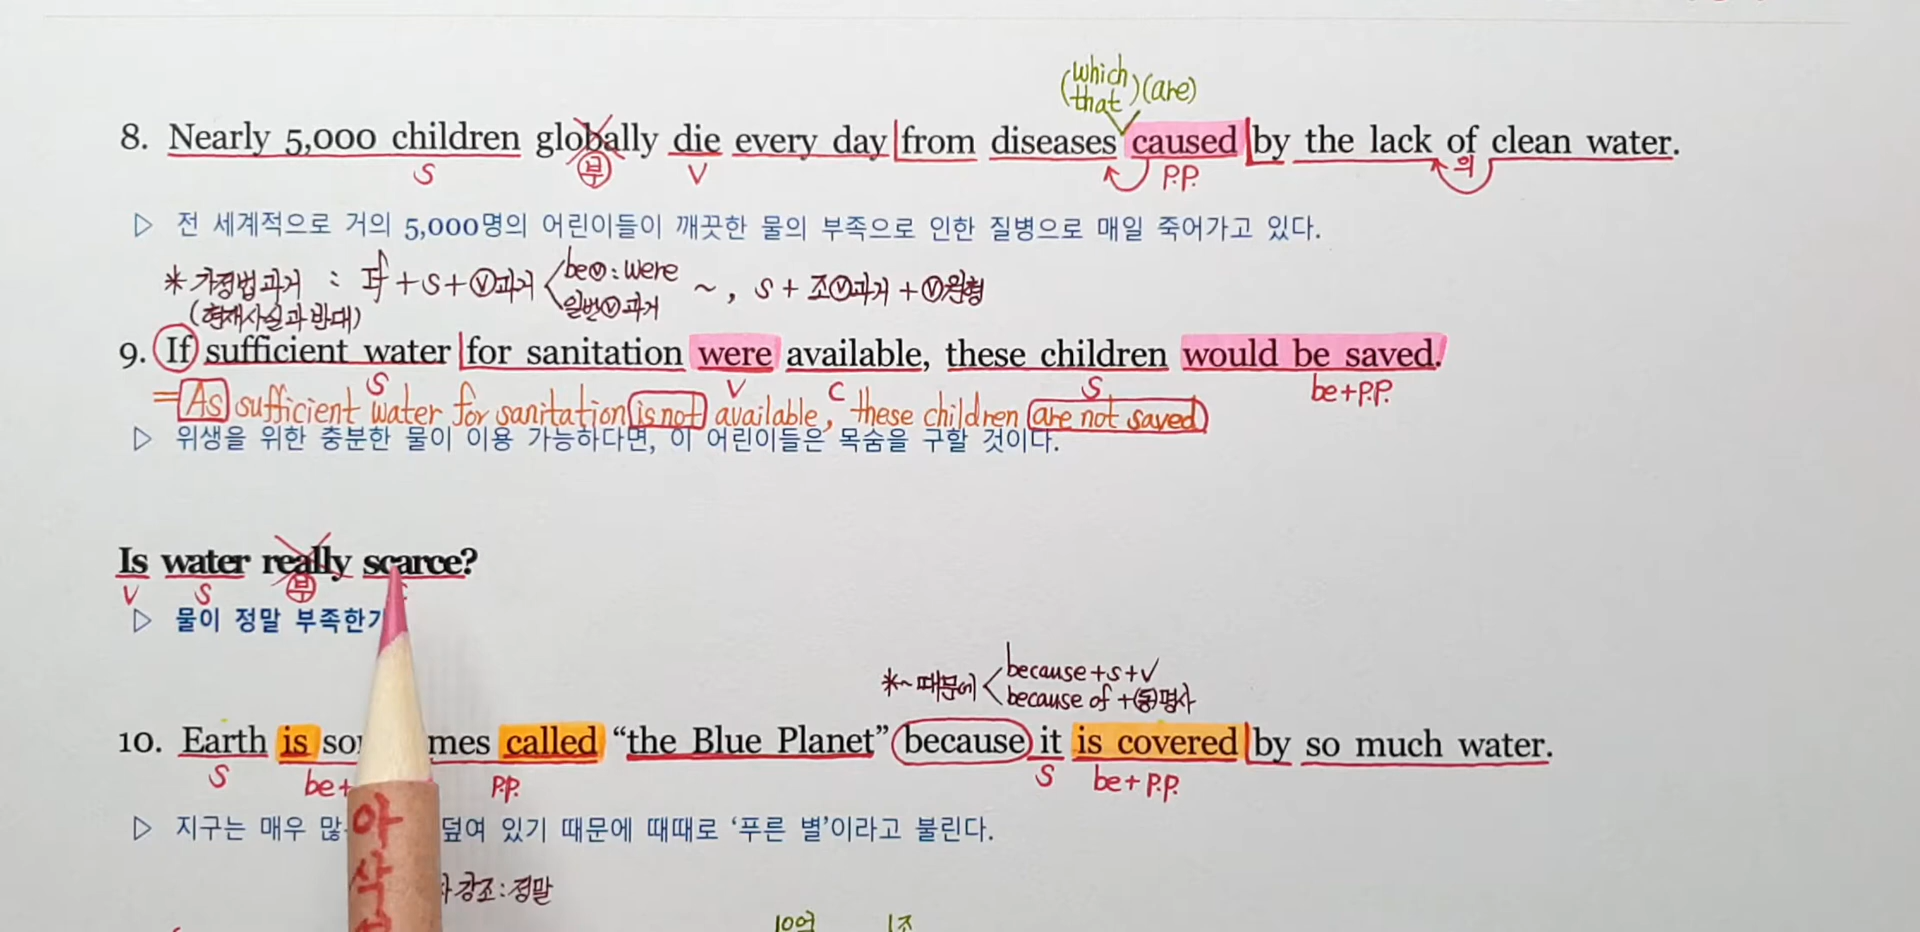 (which that) (are)
8. Nearly 5,000 children globally die every day from diseases caused by the lack of clean water.
S 부 V P.P. 의
▷ 전 세계적으로 거의 5,000명의 어린이들이 깨끗한 물의 부족으로 인한 질병으로 매일 죽어가고 있다.
*가정법과거 : If + S + ⓥ과거 < be ⓥ : were 일반ⓥ과거 ~ , S + 조ⓥ과거 + ⓥ원형
(현재사실과 반대)
9. If sufficient water for sanitation were available, these children would be saved.
S V C S be+P.P.
= As sufficient water for sanitation is not available, these children are not saved
▷ 위생을 위한 충분한 물이 이용 가능하다면, 이 어린이들은 목숨을 구할 것이다.
Is water really scarce?
V S 부
▷ 물이 정말 부족한가
*~때문에 < because+S+V
because of +(동)명사
10. Earth is called “the Blue Planet” because it is covered by so much water.
S be+ P.P. S be+P.P.
▷ 지구는 매우 많 덮여 있기 때문에 때때로 ‘푸른 별’이라고 불린다.
강조 : 정말
10억 1조